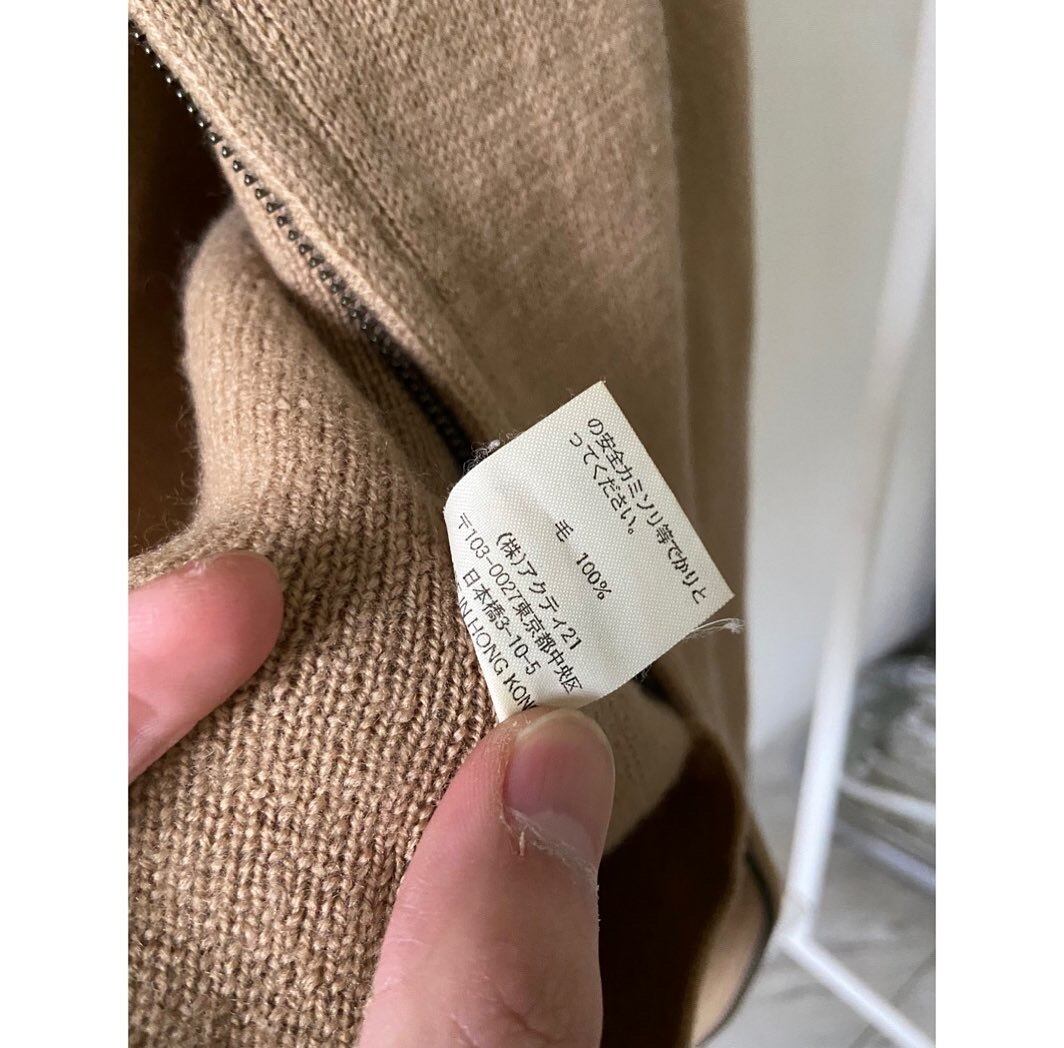 の安全カミソリ等でかりと
ってください。
毛 100%
(株)アクティ21
〒103-0027東京都中央区
日本橋3-10-5
HONG KONG